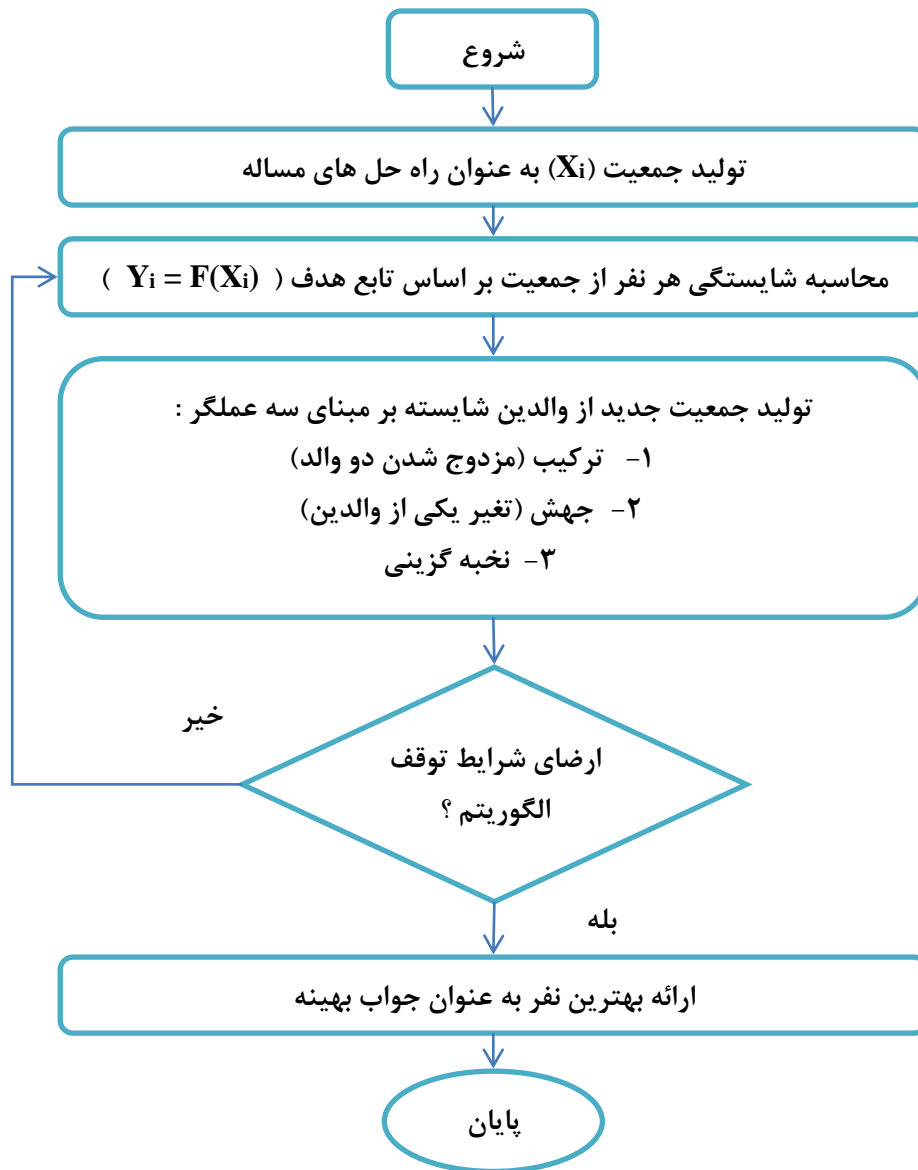 شروع
تولید جمعیت (Xi) به عنوان راه حل های مساله
محاسبه شایستگی هر نفر از جمعیت بر اساس تابع هدف ( Yi = F(Xi) )
تولید جمعیت جدید از والدین شایسته بر مبنای سه عملگر :
۱- ترکیب (مزدوج شدن دو والد)
۲- جهش (تغیر یکی از والدین)
۳- نخبه گزینی
خیر
ارضای شرایط توقف
الگوریتم ؟
بله
ارائه بهترین نفر به عنوان جواب بهینه
پایان